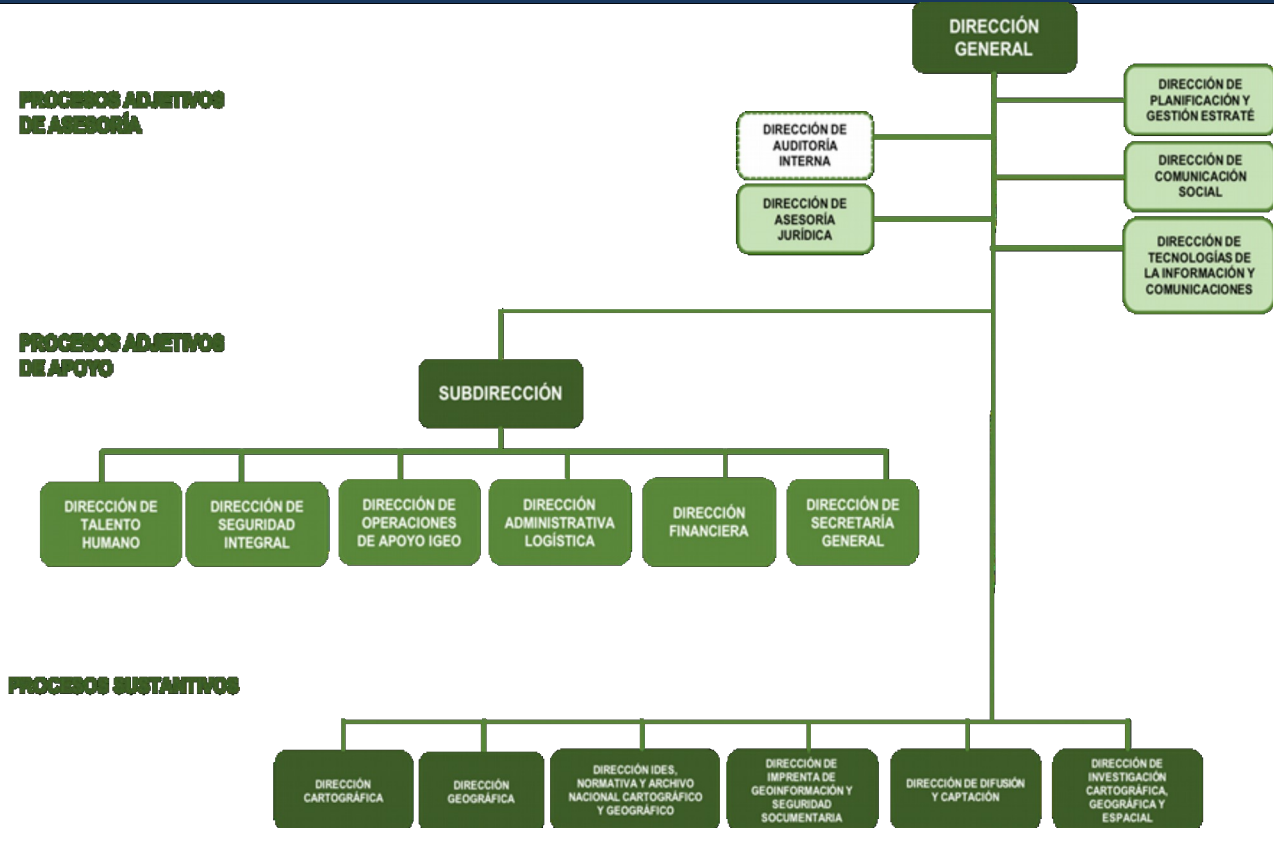 DIRECCIÓN
GENERAL
PROCESOS ADJETIVOS
DE ASESORÍA
DIRECCIÓN DE
PLANIFICACIÓN Y
GESTIÓN ESTRATÉ
DIRECCIÓN DE
AUDITORÍA
INTERNA
DIRECCIÓN DE
COMUNICACIÓN
SOCIAL
DIRECCIÓN DE
ASESORÍA
JURÍDICA
DIRECCIÓN DE
TECNOLOGÍAS DE
LA INFORMACIÓN Y
COMUNICACIONES
PROCESOS ADJETIVOS
DE APOYO
SUBDIRECCIÓN
DIRECCIÓN DE
TALENTO
HUMANO
DIRECCIÓN DE
SEGURIDAD
INTEGRAL
DIRECCIÓN DE
OPERACIONES
DE APOYO IGEO
DIRECCIÓN
ADMINISTRATIVA
LOGÍSTICA
DIRECCIÓN
FINANCIERA
DIRECCIÓN DE
SECRETARÍA
GENERAL
PROCESOS SUSTANTIVOS
DIRECCIÓN
CARTOGRÁFICA
DIRECCIÓN
GEOGRÁFICA
DIRECCIÓN IDES,
NORMATIVA Y ARCHIVO
NACIONAL CARTOGRÁFICO
Y GEOGRÁFICO
DIRECCIÓN DE
IMPRENTA DE
GEOINFORMACIÓN Y
SEGURIDAD
SOCUMENTARIA
DIRECCIÓN DE DIFUSIÓN
Y CAPTACIÓN
DIRECCIÓN DE
INVESTIGACIÓN
CARTOGRÁFICA,
GEOGRÁFICA Y
ESPACIAL